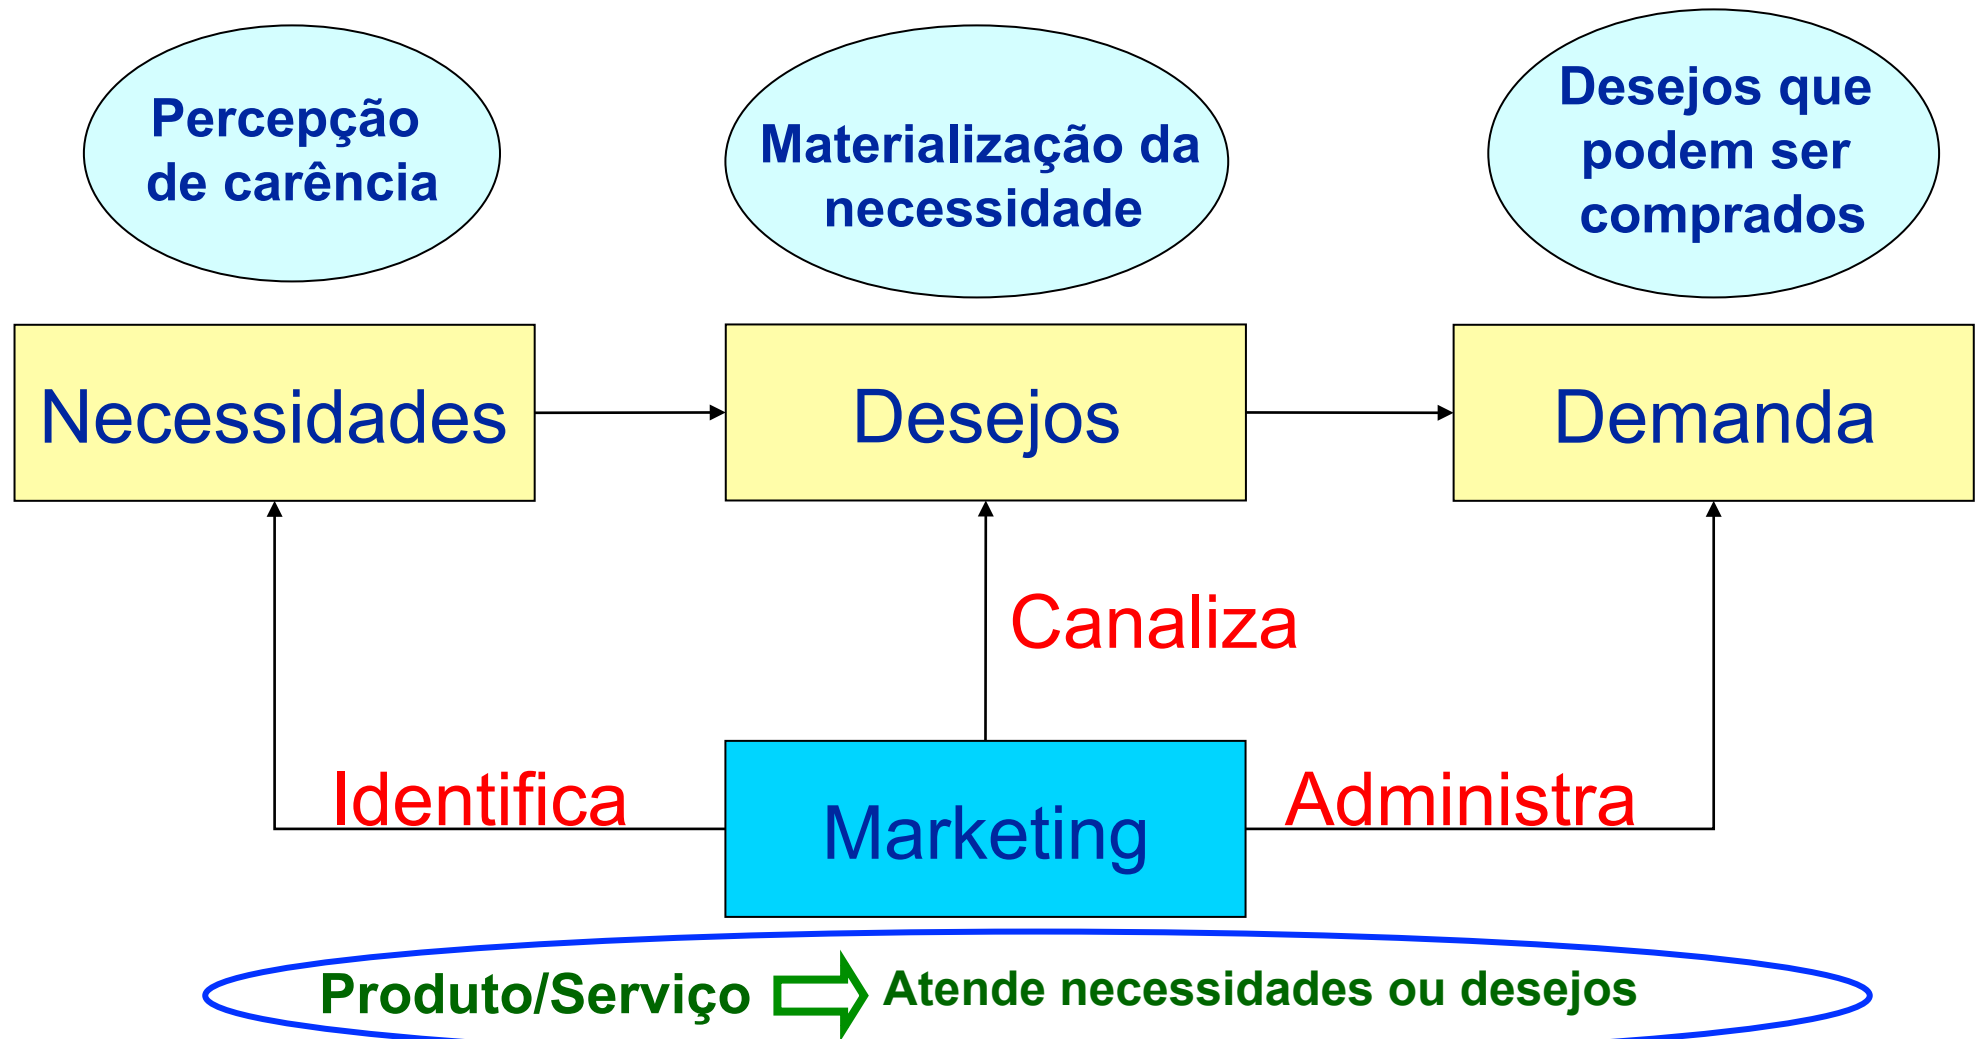 Percepção
de carência
Materialização da
necessidade
Desejos que
podem ser
comprados
Necessidades
Desejos
Demanda
Canaliza
Identifica
Marketing
Administra
Produto/Serviço
Atende necessidades ou desejos